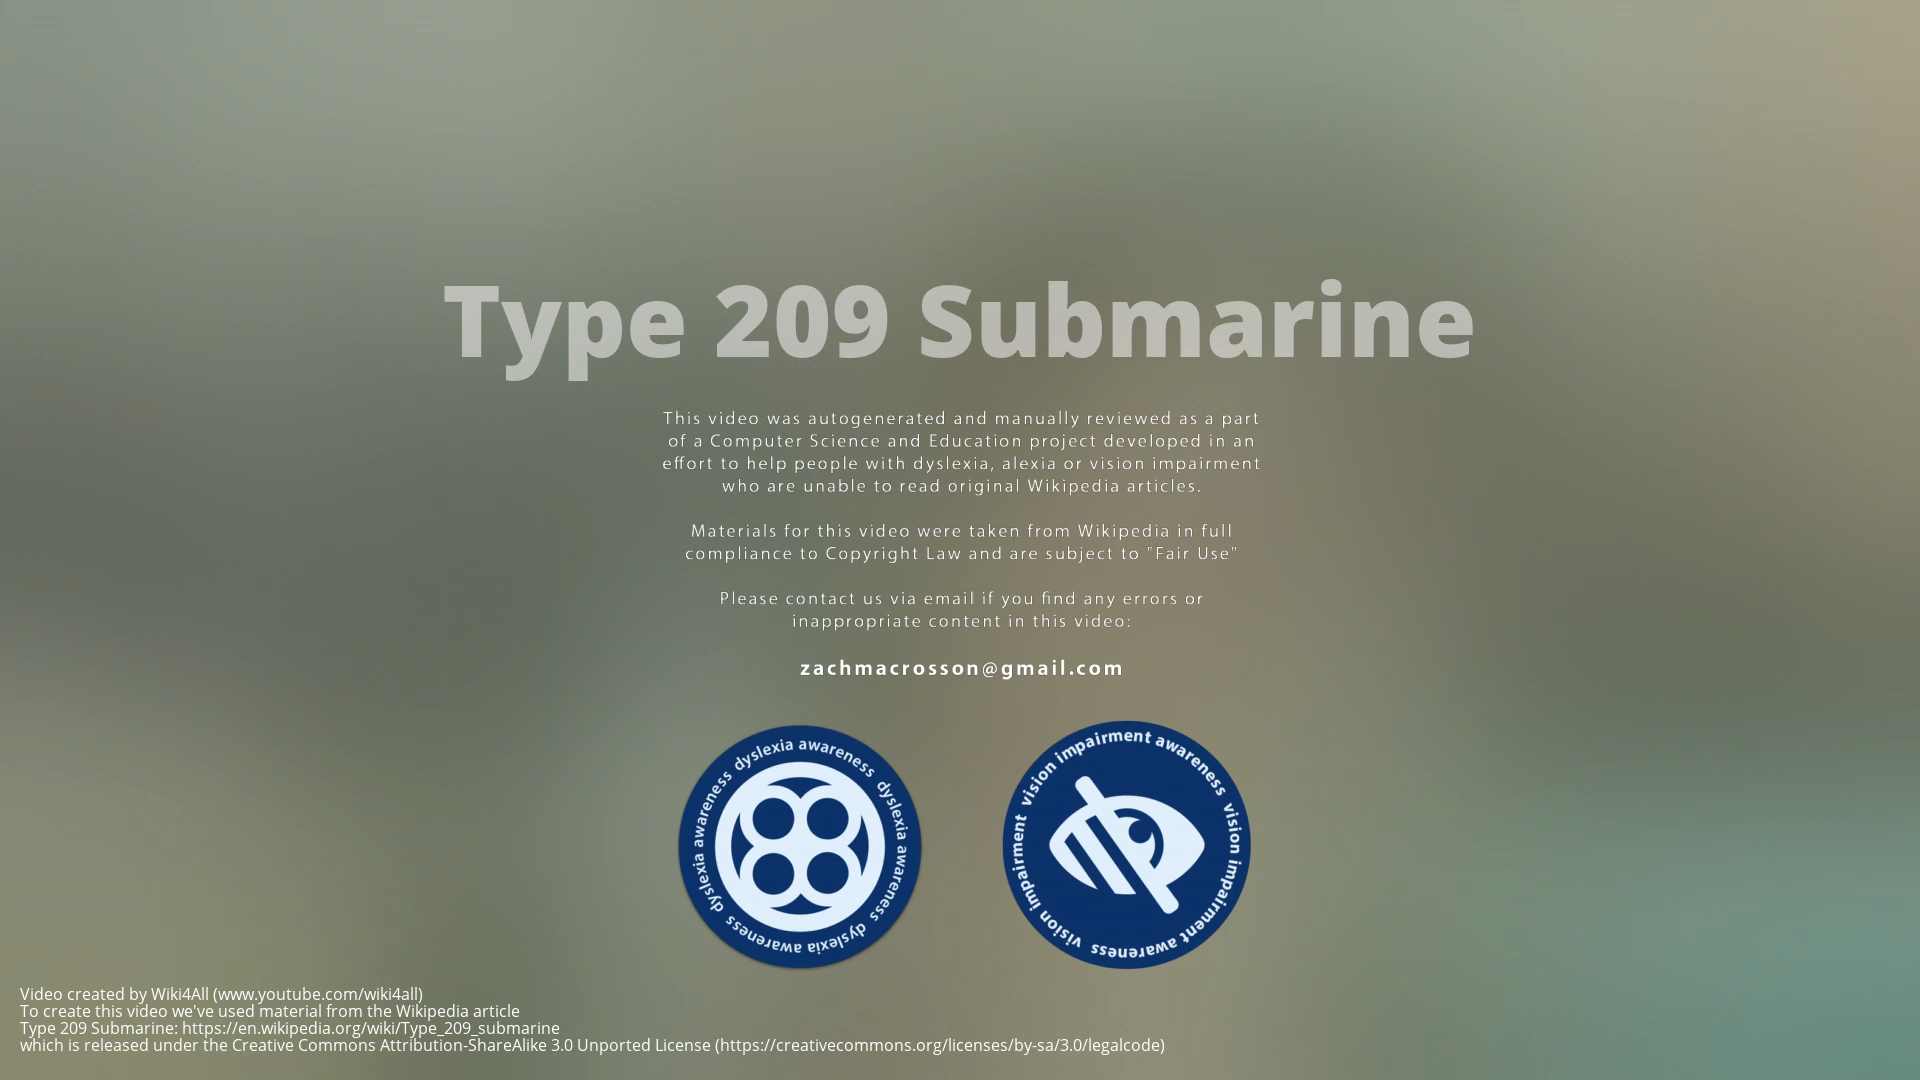 Type 209 Submarine
This video was autogenerated and manually reviewed as a part
of a Computer Science and Education project developed in an
effort to help people with dyslexia, alexia or vision impairment
who are unable to read original Wikipedia articles.
Materials for this video were taken from Wikipedia in full
compliance to Copyright Law and are subject to "Fair Use"
Please contact us via email if you find any errors or
inappropriate content in this video:
zachmacrosson@gmail.com
dyslexia awareness dyslexia awareness dyslexia awareness dyslexia awareness
vision impairment awareness vision impairment awareness vision impairment
Video created by Wiki4All (www.youtube.com/wiki4all)
To create this video we've used material from the Wikipedia article
Type 209 Submarine: https://en.wikipedia.org/wiki/Type_209_submarine
which is released under the Creative Commons Attribution-ShareAlike 3.0 Unported License (https://creativecommons.org/licenses/by-sa/3.0/legalcode)